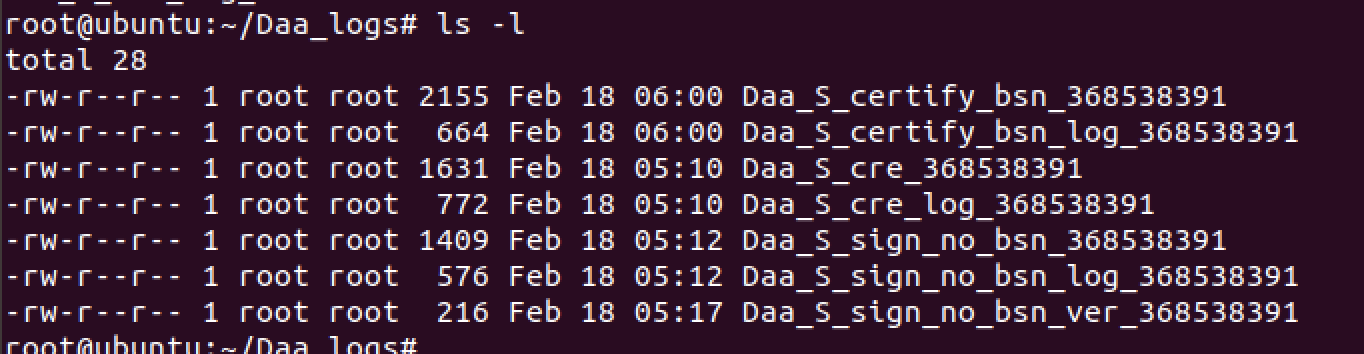 root@ubuntu:~/Daa_logs# ls -l
total 28
-rw-r--r-- 1 root root 2155 Feb 18 06:00 Daa_S_certify_bsn_368538391
-rw-r--r-- 1 root root  664 Feb 18 06:00 Daa_S_certify_bsn_log_368538391
-rw-r--r-- 1 root root 1631 Feb 18 05:10 Daa_S_cre_368538391
-rw-r--r-- 1 root root  772 Feb 18 05:10 Daa_S_cre_log_368538391
-rw-r--r-- 1 root root 1409 Feb 18 05:12 Daa_S_sign_no_bsn_368538391
-rw-r--r-- 1 root root  576 Feb 18 05:12 Daa_S_sign_no_bsn_log_368538391
-rw-r--r-- 1 root root  216 Feb 18 05:17 Daa_S_sign_no_bsn_ver_368538391
root@ubuntu:~/Daa_logs#